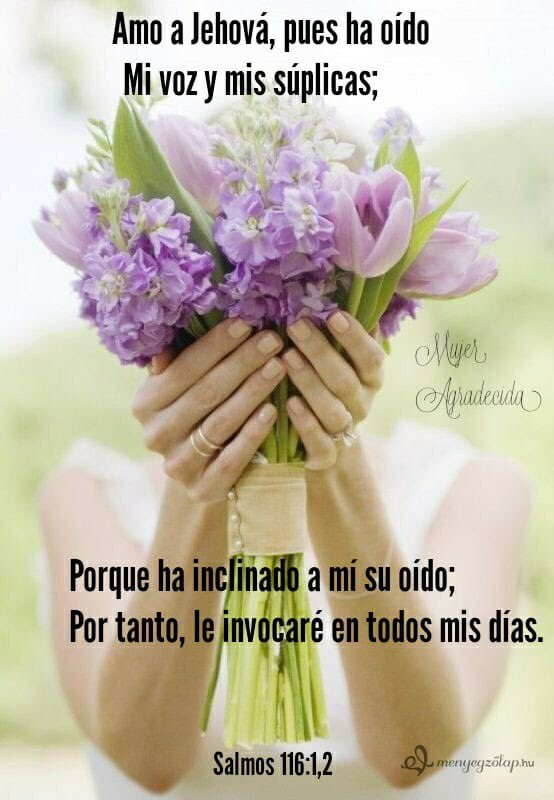 Amo a Jehová, pues ha oído
Mi voz y mis súplicas;
Mujer
Agradecida
Porque ha inclinado a mí su oído;
Por tanto, le invocaré en todos mis días.
Salmos 116:1,2
menyegzőlap.hu